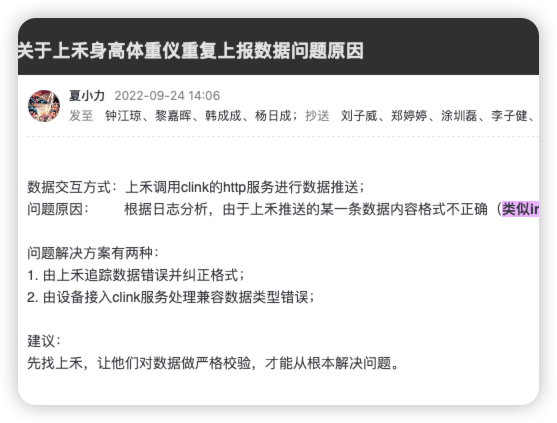 关于上禾身高体重仪重复上报数据问题原因
夏小力 2022-09-24 14:06
发至 钟江琼、黎嘉晖、韩成成、杨日成；抄送 刘子威、郑婷婷、涂圳磊、李子健、
数据交互方式：上禾调用clink的http服务进行数据推送；
问题原因： 根据日志分析，由于上禾推送的某一条数据内容格式不正确（类似in
问题解决方案有两种：
1. 由上禾追踪数据错误并纠正格式；
2. 由设备接入clink服务处理兼容数据类型错误；
建议：
先找上禾，让他们对数据做严格校验，才能从根本解决问题。